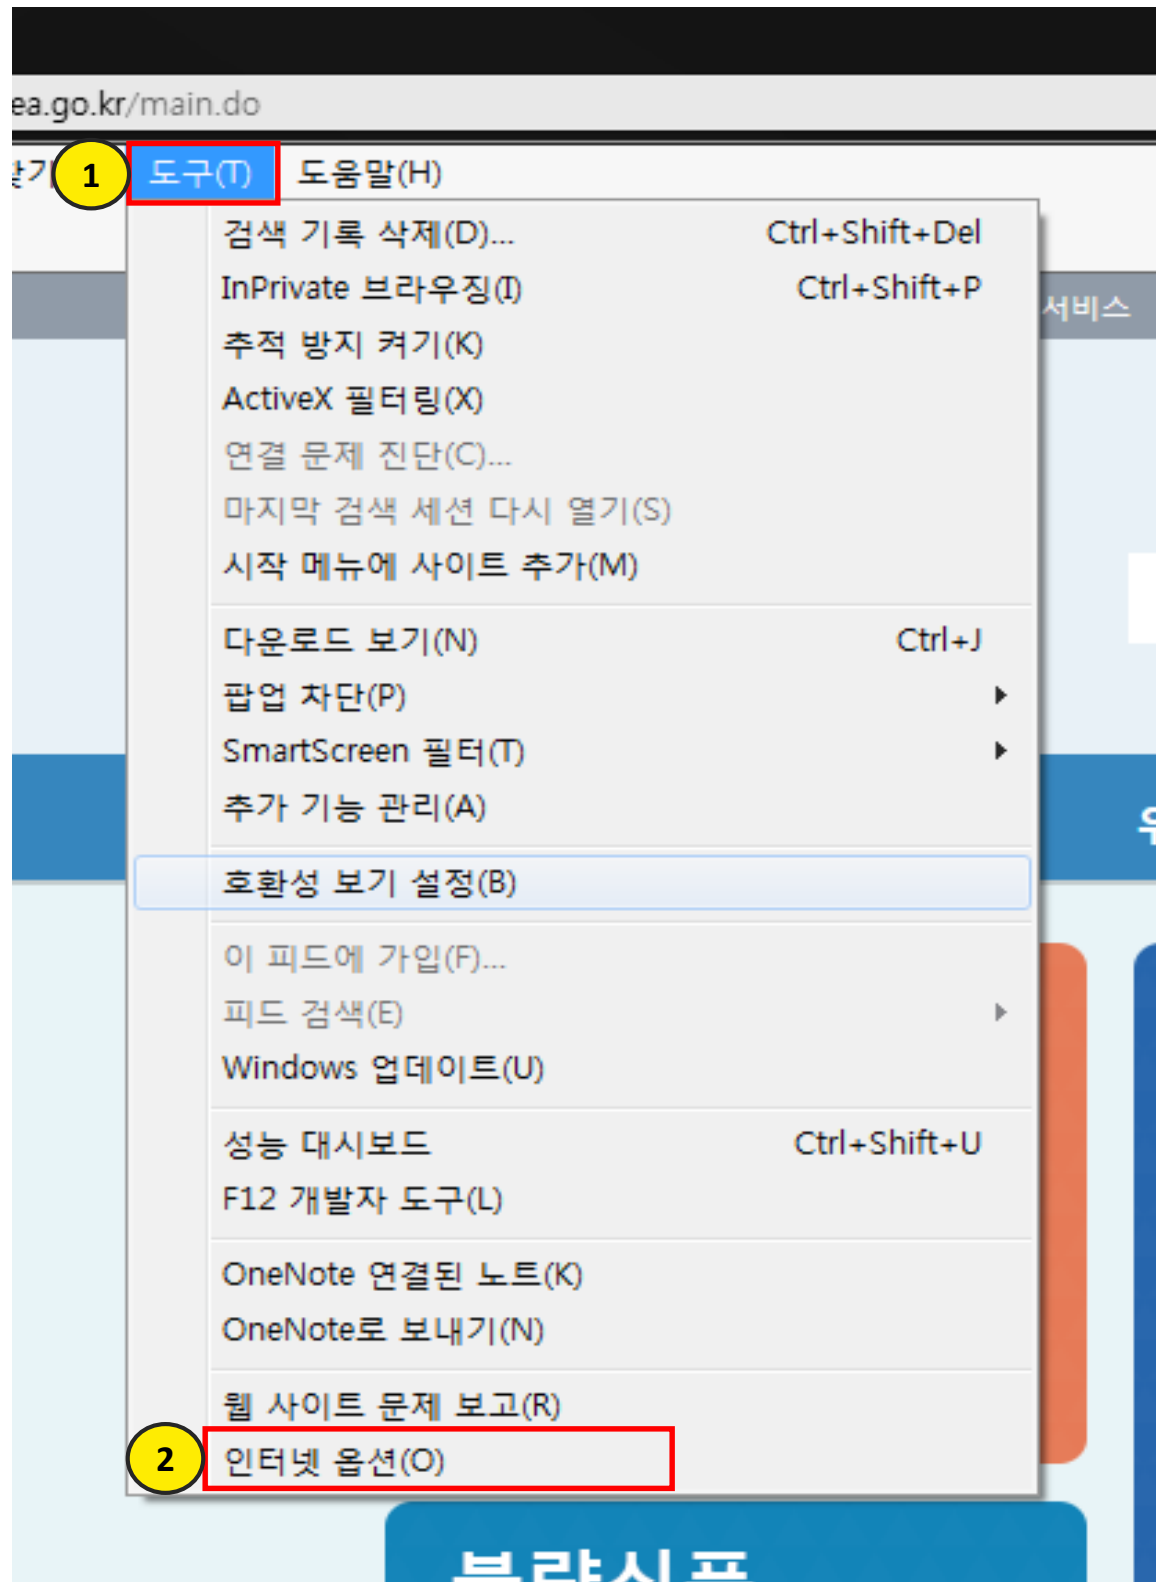 ea.go.kr/main.do
1 도구(T) 도움말(H)
검색 기록 삭제(D)... Ctrl+Shift+Del
InPrivate 브라우징(I) Ctrl+Shift+P
서비스
추적 방지 켜기(K)
ActiveX 필터링(X)
연결 문제 진단(C)...
마지막 검색 세션 다시 열기(S)
시작 메뉴에 사이트 추가(M)
다운로드 보기(N) Ctrl+J
팝업 차단(P)
SmartScreen 필터(T)
추가 기능 관리(A)
호환성 보기 설정(B)
이 피드에 가입(F)...
피드 검색(E)
Windows 업데이트(U)
성능 대시보드 Ctrl+Shift+U
F12 개발자 도구(L)
OneNote 연결된 노트(K)
OneNote로 보내기(N)
웹 사이트 문제 보고(R)
2 인터넷 옵션(O)